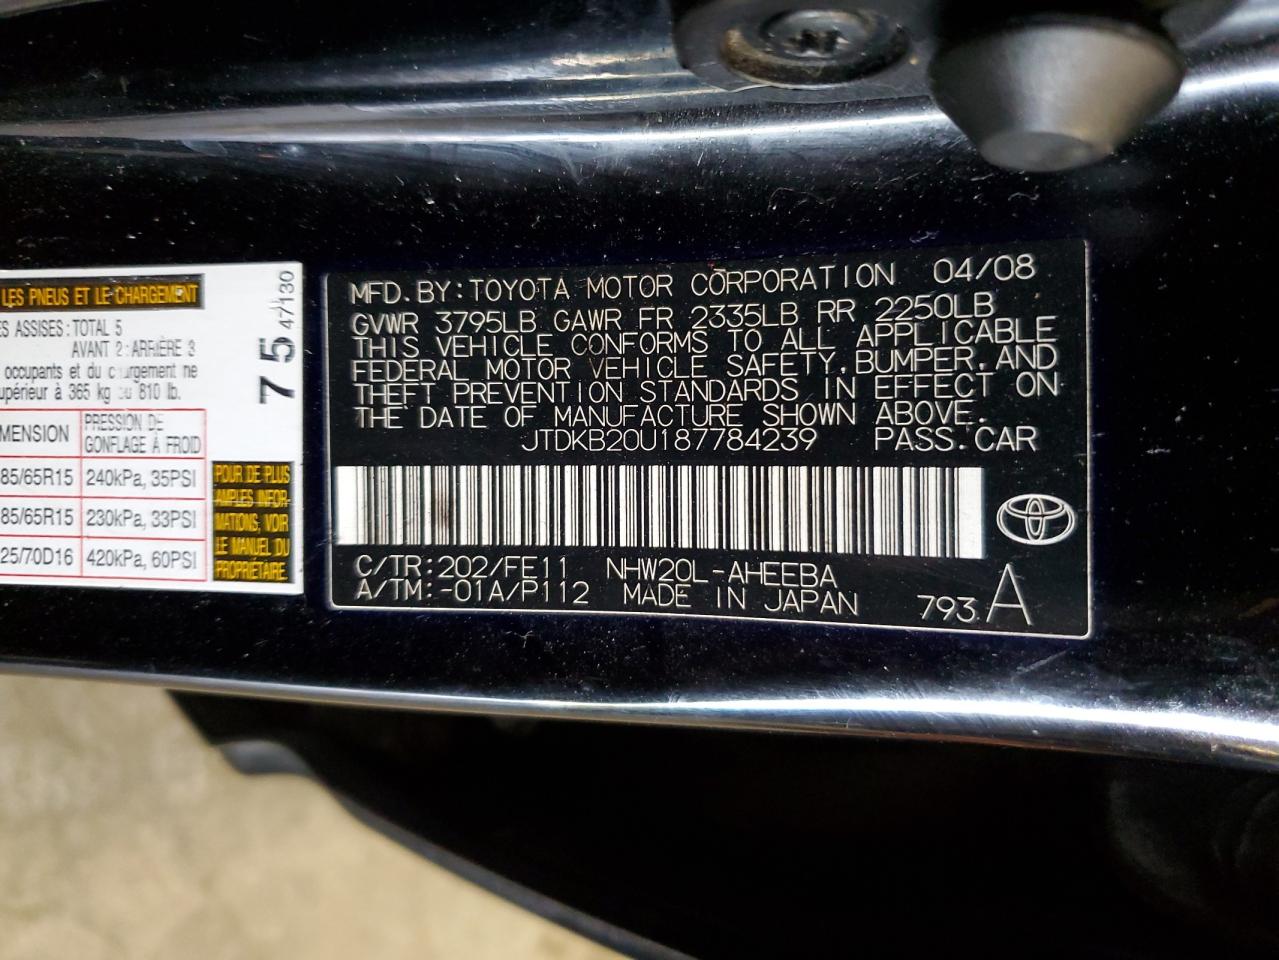 LES PNEUS ET LE CHARGEMENT
ES ASSISES: TOTAL 5
AVANT 2: ARRIÈRE 3
occupants et du chargement ne
supérieur à 365 kg ou 810 lb.
MENSION PRESSION DE GONFLAGE À FROID
85/65R15 240kPa, 35PSI
85/65R15 230kPa, 33PSI
25/70D16 420kPa, 60PSI
POUR DE PLUS
AMPLES INFOR-
MATIONS, VOIR
LE MANUEL DU
PROPRIÉTAIRE.
75
47130
MFD. BY: TOYOTA MOTOR CORPORATION 04/08
GVWR 3795LB GAWR FR 2335LB RR 2250LB
THIS VEHICLE CONFORMS TO ALL APPLICABLE
FEDERAL MOTOR VEHICLE SAFETY, BUMPER, AND
THEFT PREVENTION STANDARDS IN EFFECT ON
THE DATE OF MANUFACTURE SHOWN ABOVE.
JTDKB20U187784239 PASS. CAR
C/TR: 202/FE11 NHW20L-AHEEBA
A/TM: -01A/P112 MADE IN JAPAN 793 A